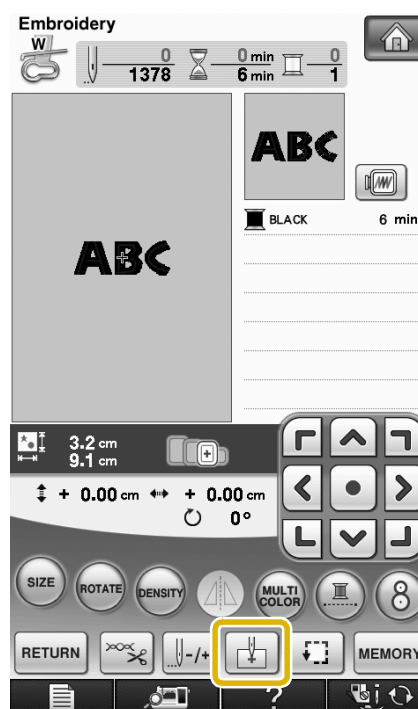 Embroidery
W
0 0 min 0
1378 6 min 1
ABC
ABC
BLACK 6 min
3.2 cm
9.1 cm
+ 0.00 cm + 0.00 cm
0°
SIZE
ROTATE
DENSITY
MULTI
COLOR
8
RETURN
-/+
MEMORY
?